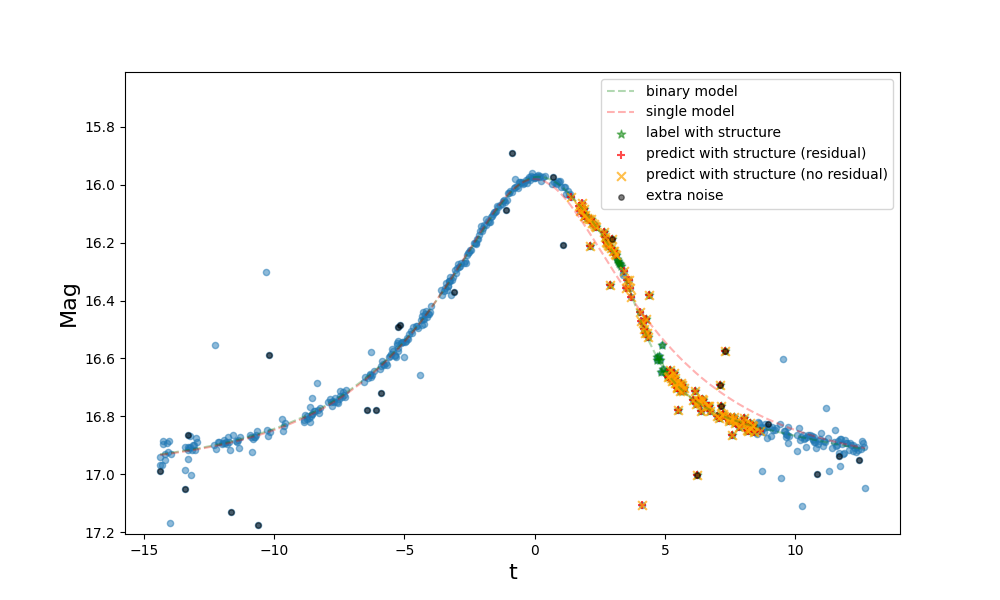 binary model
single model
label with structure
predict with structure (residual)
predict with structure (no residual)
extra noise
15.8
16.0
16.2
16.4
16.6
16.8
17.0
17.2
Mag
−15
−10
−5
0
5
10
t